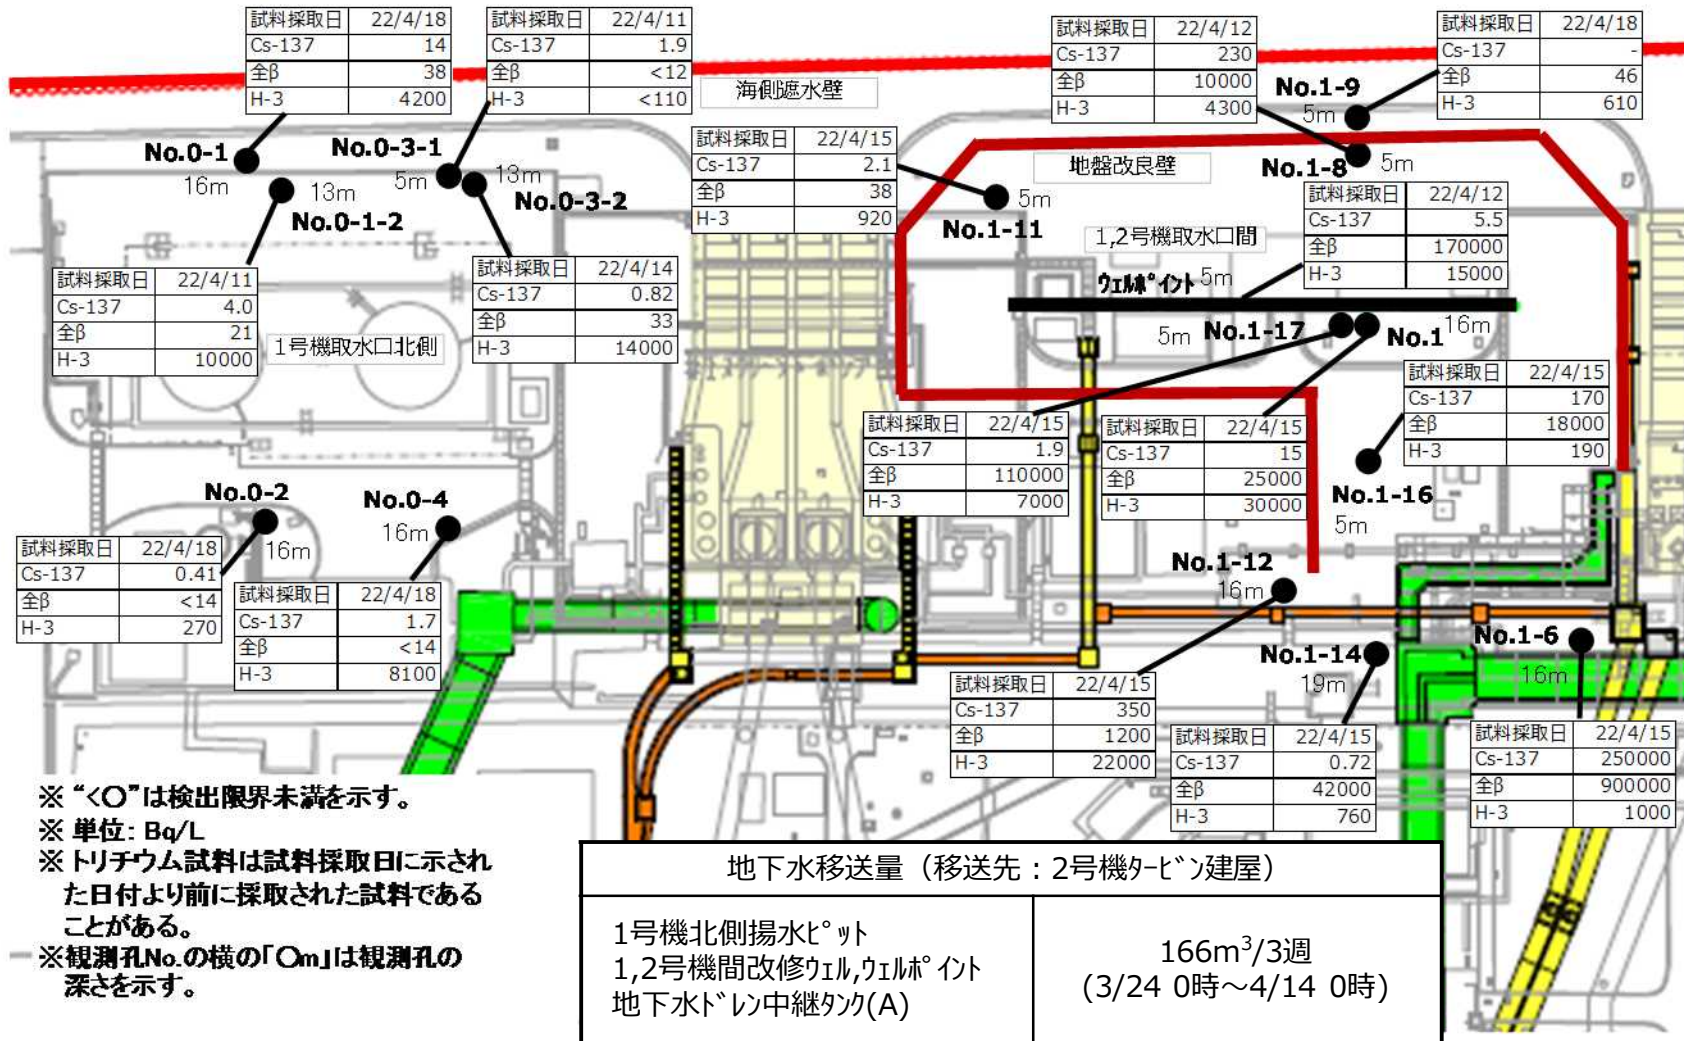 試料採取日 22/4/18
Cs-137 14
全β 38
H-3 4200
試料採取日 22/4/11
Cs-137 1.9
全β <12
H-3 <110
海側遮水壁
試料採取日 22/4/12
Cs-137 230
全β 10000
H-3 4300
試料採取日 22/4/18
Cs-137 -
全β 46
H-3 610
No.1-9
5m
No.0-1
16m
No.0-3-1
5m
13m
No.0-3-2
13m
No.0-1-2
試料採取日 22/4/15
Cs-137 2.1
全β 38
H-3 920
地盤改良壁
No.1-8
5m
5m
No.1-11
試料採取日 22/4/12
Cs-137 5.5
全β 170000
H-3 15000
1,2号機取水口間
ウェルポイント 5m
試料採取日 22/4/11
Cs-137 4.0
全β 21
H-3 10000
1号機取水口北側
試料採取日 22/4/14
Cs-137 0.82
全β 33
H-3 14000
5m No.1-17
No.1 16m
試料採取日 22/4/15
Cs-137 170
全β 18000
H-3 190
試料採取日 22/4/15
Cs-137 1.9
全β 110000
H-3 7000
試料採取日 22/4/15
Cs-137 15
全β 25000
H-3 30000
No.1-16
5m
No.0-2
16m
No.0-4
16m
試料採取日 22/4/18
Cs-137 0.41
全β <14
H-3 270
試料採取日 22/4/18
Cs-137 1.7
全β <14
H-3 8100
No.1-12
16m
No.1-14
19m
No.1-6
16m
試料採取日 22/4/15
Cs-137 350
全β 1200
H-3 22000
試料採取日 22/4/15
Cs-137 0.72
全β 42000
H-3 760
試料採取日 22/4/15
Cs-137 250000
全β 900000
H-3 1000
※ “<○”は検出限界未満を示す。
※ 単位: Bq/L
※ トリチウム試料は試料採取日に示され
た日付より前に採取された試料である
ことがある。
※観測孔No.の横の「○m」は観測孔の
深さを示す。
地下水移送量（移送先：2号機タービン建屋）
1号機北側揚水ピット
1,2号機間改修ウェル,ウェルポイント
地下水ドレン中継タンク(A)
166m³/3週
(3/24 0時～4/14 0時)